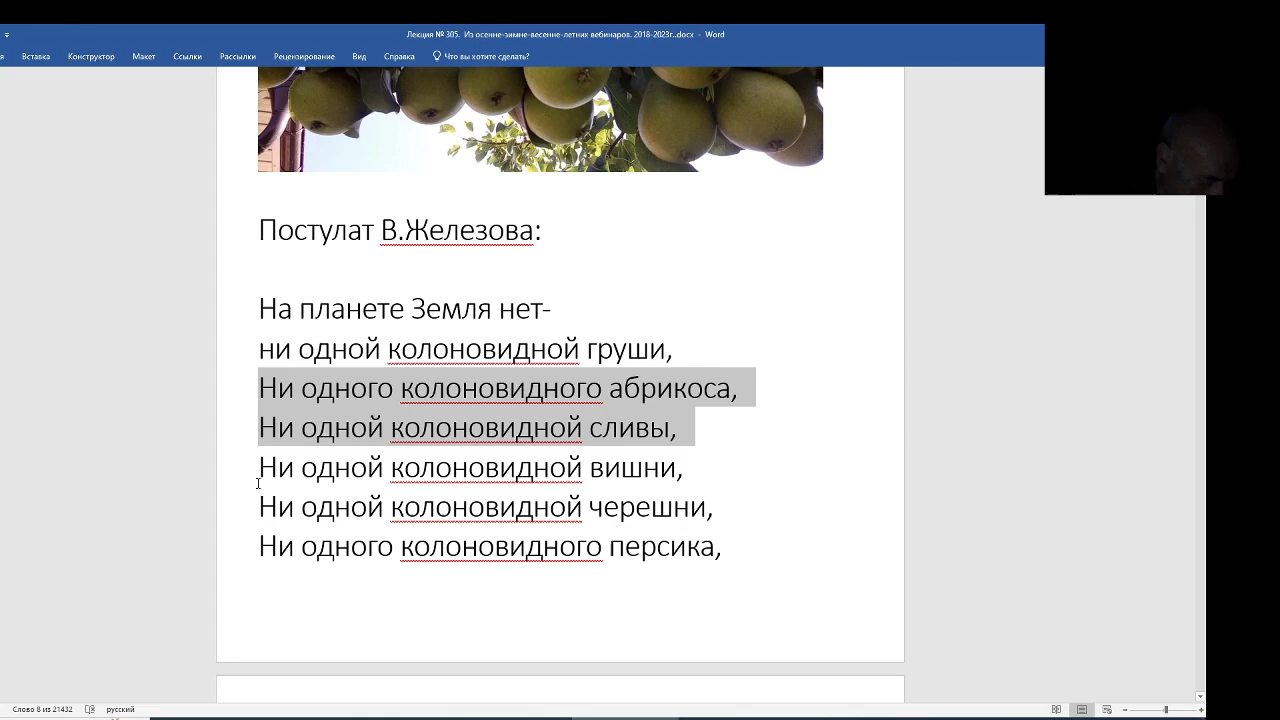 Лекция № 305. Из осенне-зимне-весенне-летних вебинаров. 2018-2023г..docx - Word
Вставка Конструктор Макет Ссылки Рассылки Рецензирование Вид Справка Что вы хотите сделать?
Постулат В.Железова:
На планете Земля нет-
ни одной колоновидной груши,
Ни одного колоновидного абрикоса,
Ни одной колоновидной сливы,
Ни одной колоновидной вишни,
Ни одной колоновидной черешни,
Ни одного колоновидного персика,
Слово 8 из 21432 русский